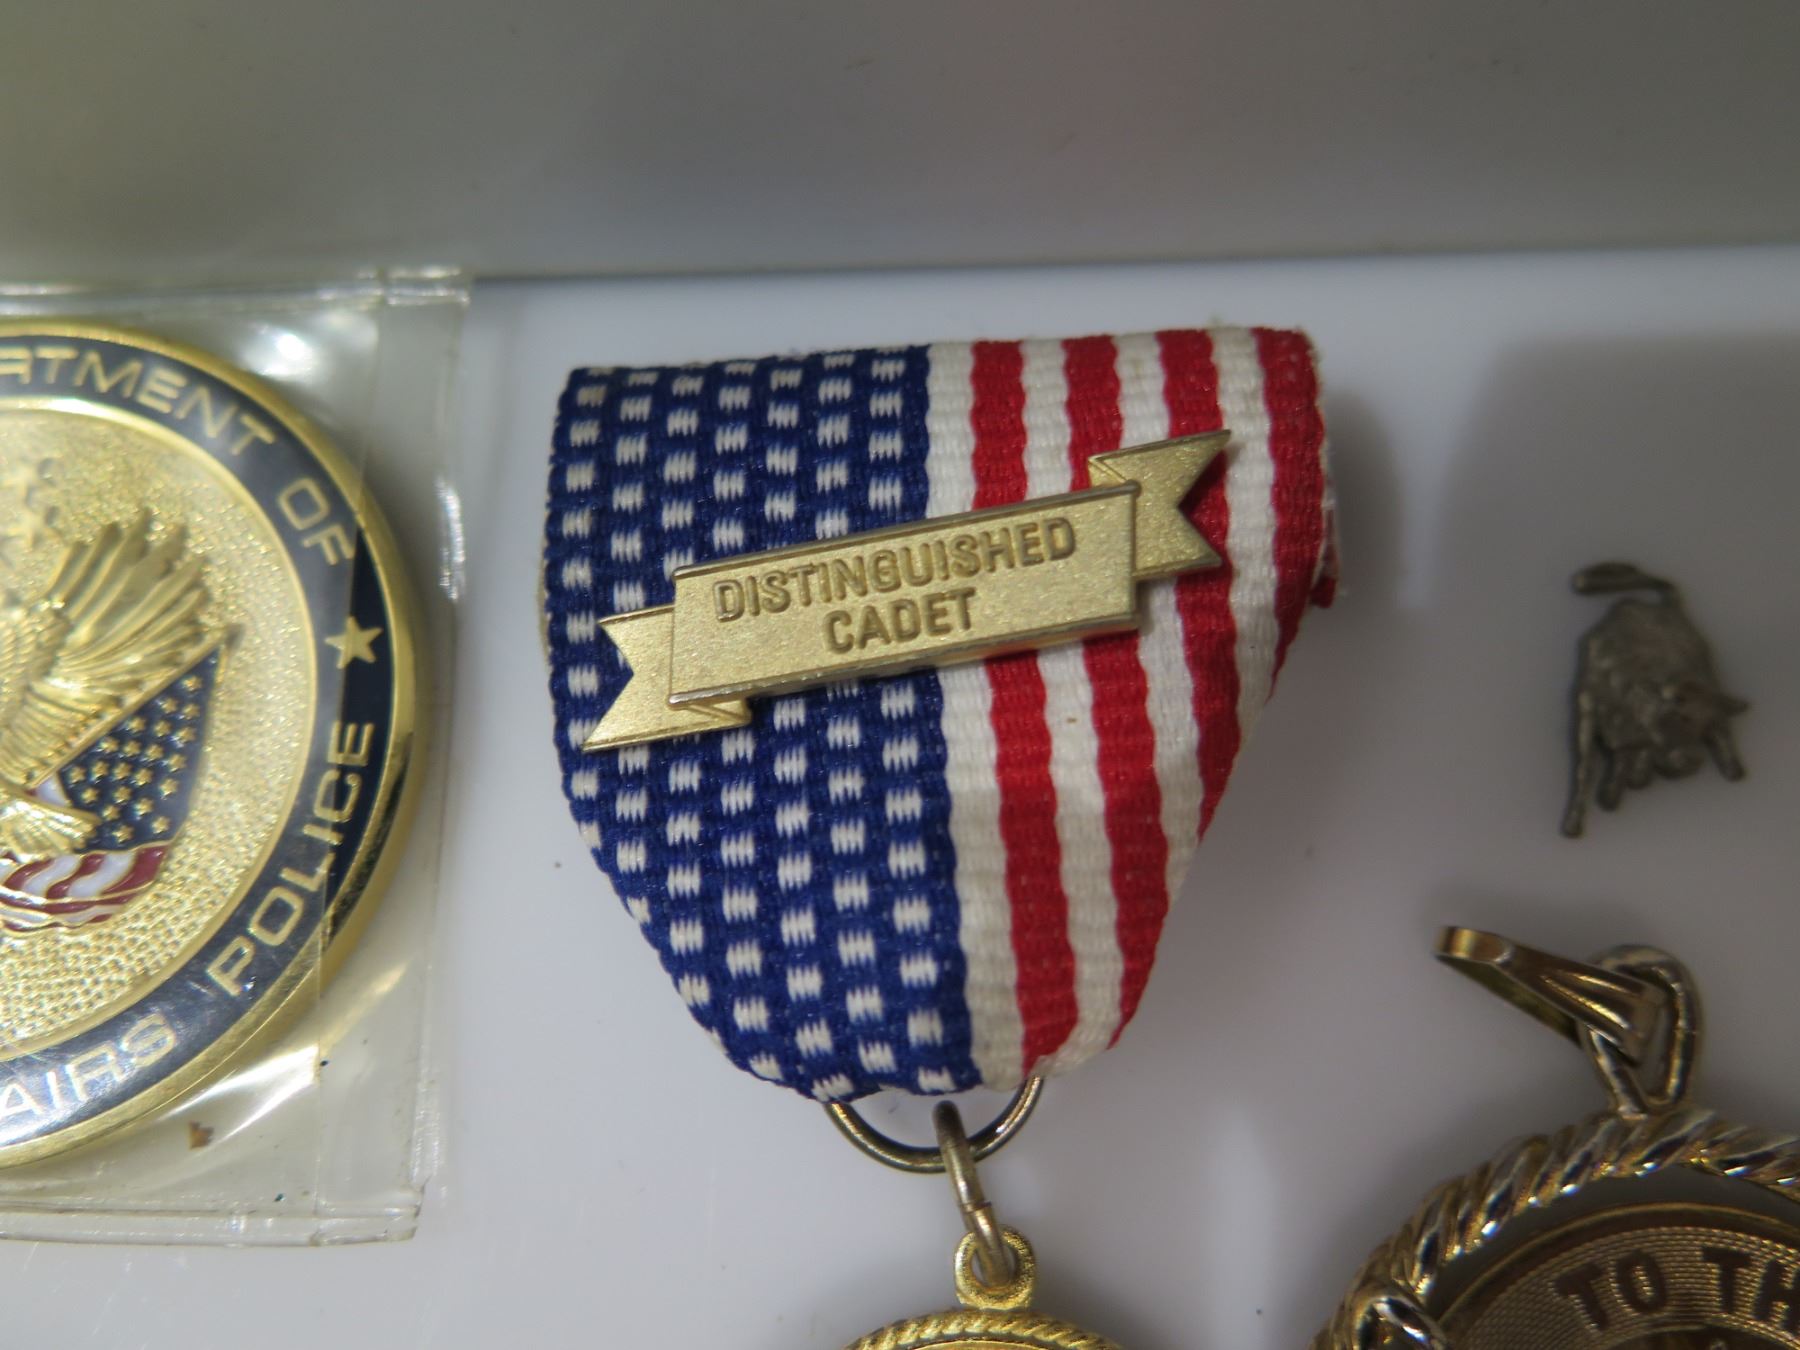 ARTMENT OF
POLICE
AIRS
DISTINGUISHED
CADET
TO TH